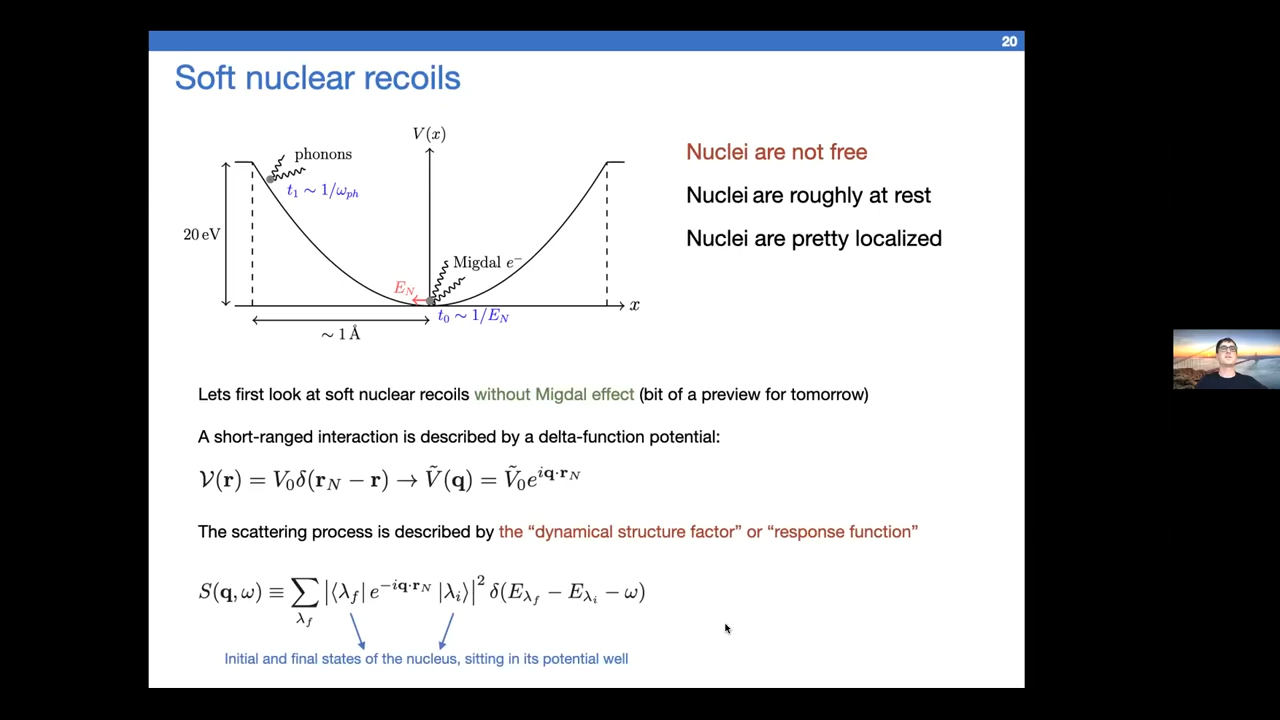 20
Soft nuclear recoils
V(x)
phonons
t₁ ∼ 1/ω_ph
20 eV
Migdal e⁻
E_N
x
t₀ ∼ 1/E_N
∼ 1 Å
Nuclei are not free
Nuclei are roughly at rest
Nuclei are pretty localized
Lets first look at soft nuclear recoils without Migdal effect (bit of a preview for tomorrow)
A short-ranged interaction is described by a delta-function potential:
𝒱(𝐫) = V₀δ(𝐫_N − 𝐫) → Ṽ(𝐪) = Ṽ₀e^{i𝐪·𝐫_N}
The scattering process is described by the “dynamical structure factor” or “response function”
S(𝐪, ω) ≡ ∑_{λ_f} |⟨λ_f| e^{−i𝐪·𝐫_N} |λ_i⟩|² δ(E_{λ_f} − E_{λ_i} − ω)
Initial and final states of the nucleus, sitting in its potential well